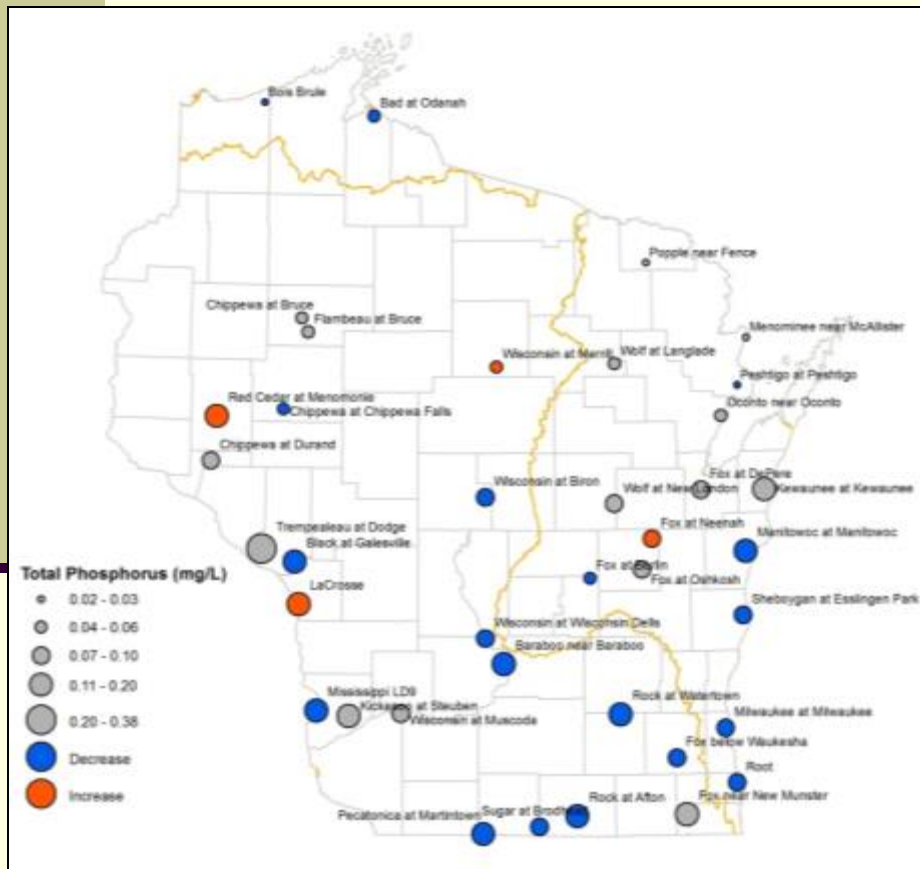 Bois Brule
Bad at Odanah
Popple near Fence
Chippewa at Bruce
Flambeau at Bruce
Menominee near McAllister
Wisconsin at Merrill
Wolf at Langlade
Peshtigo at Peshtigo
Red Cedar at Menomonie
Chippewa at Chippewa Falls
Oconto near Oconto
Chippewa at Durand
Fox at DePere
Wisconsin at Biron
Wolf at New London
Kewaunee at Kewaunee
Trempealeau at Dodge
Fox at Neenah
Manitowoc at Manitowoc
Black at Galesville
Fox at Berlin
Fox at Oshkosh
Total Phosphorus (mg/L)
0.02 - 0.03
0.04 - 0.06
0.07 - 0.10
0.11 - 0.20
0.20 - 0.38
Decrease
Increase
LaCrosse
Sheboygan at Esslingen Park
Wisconsin at Wisconsin Dells
Baraboo near Baraboo
Mississippi LD9
Kickapoo at Steuben
Wisconsin at Muscoda
Rock at Watertown
Milwaukee at Milwaukee
Fox below Waukesha
Root
Rock at Afton
Fox near New Munster
Pecatonica at Martintown
Sugar at Brodhead